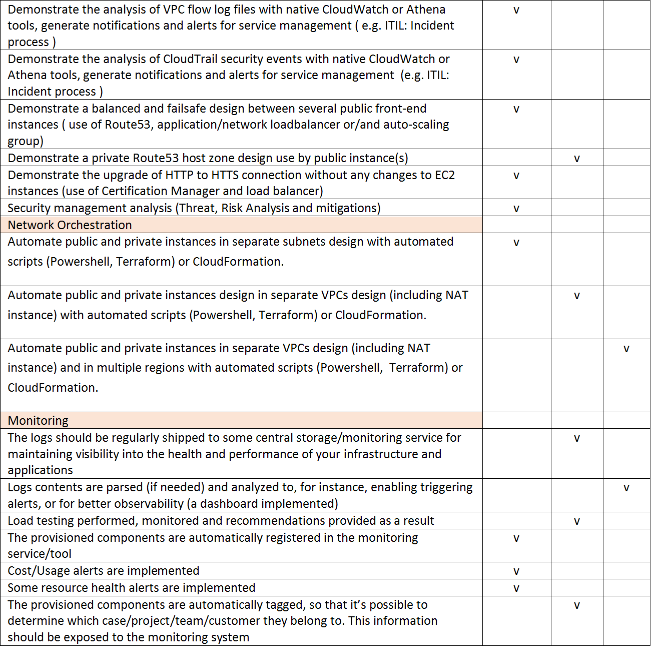 Demonstrate the analysis of VPC flow log files with native CloudWatch or Athena v
tools, generate notifications and alerts for service management ( e.g. ITIL: Incident
process )
Demonstrate the analysis of CloudTrail security events with native CloudWatch or v
Athena tools, generate notifications and alerts for service management (e.g. ITIL:
Incident process )
Demonstrate a balanced and failsafe design between several public front-end v
instances ( use of Route53, application/network loadbalancer or/and auto-scaling
group)
Demonstrate a private Route53 host zone design use by public instance(s) v
Demonstrate the upgrade of HTTP to HTTS connection without any changes to EC2 v
instances (use of Certification Manager and load balancer)
Security management analysis (Threat, Risk Analysis and mitigations) v
Network Orchestration
Automate public and private instances in separate subnets design with automated v
scripts (Powershell, Terraform) or CloudFormation.
Automate public and private instances design in separate VPCs design (including NAT v
instance) with automated scripts (Powershell, Terraform) or CloudFormation.
Automate public and private instances in separate VPCs design (including NAT v
instance) and in multiple regions with automated scripts (Powershell, Terraform) or
CloudFormation.
Monitoring
The logs should be regularly shipped to some central storage/monitoring service for v
maintaining visibility into the health and performance of your infrastructure and
applications
Logs contents are parsed (if needed) and analyzed to, for instance, enabling triggering v
alerts, or for better observability (a dashboard implemented)
Load testing performed, monitored and recommendations provided as a result v
The provisioned components are automatically registered in the monitoring v
service/tool
Cost/Usage alerts are implemented v
Some resource health alerts are implemented v
The provisioned components are automatically tagged, so that it's possible to v
determine which case/project/team/customer they belong to. This information
should be exposed to the monitoring system